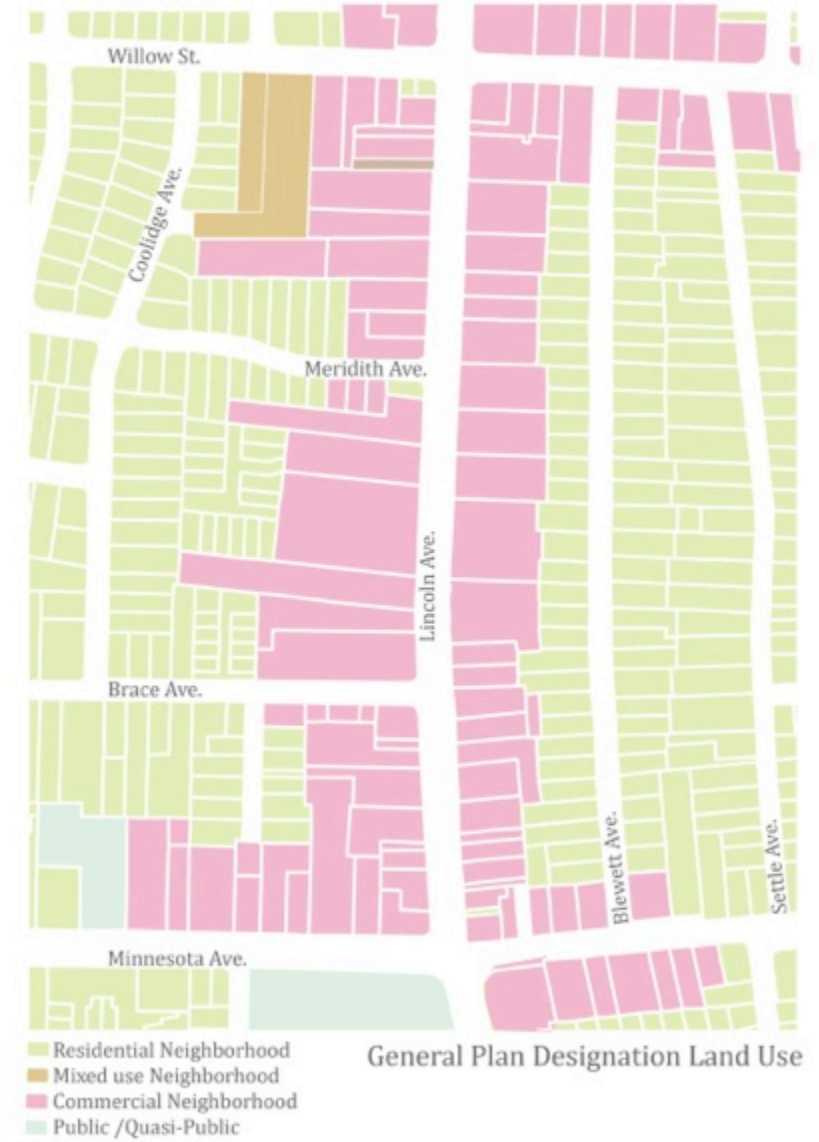 Willow St.
Coolidge Ave.
Meridith Ave.
Lincoln Ave.
Brace Ave.
Blewett Ave.
Settle Ave.
Minnesota Ave.
Residential Neighborhood
Mixed use Neighborhood
Commercial Neighborhood
Public /Quasi-Public
General Plan Designation Land Use